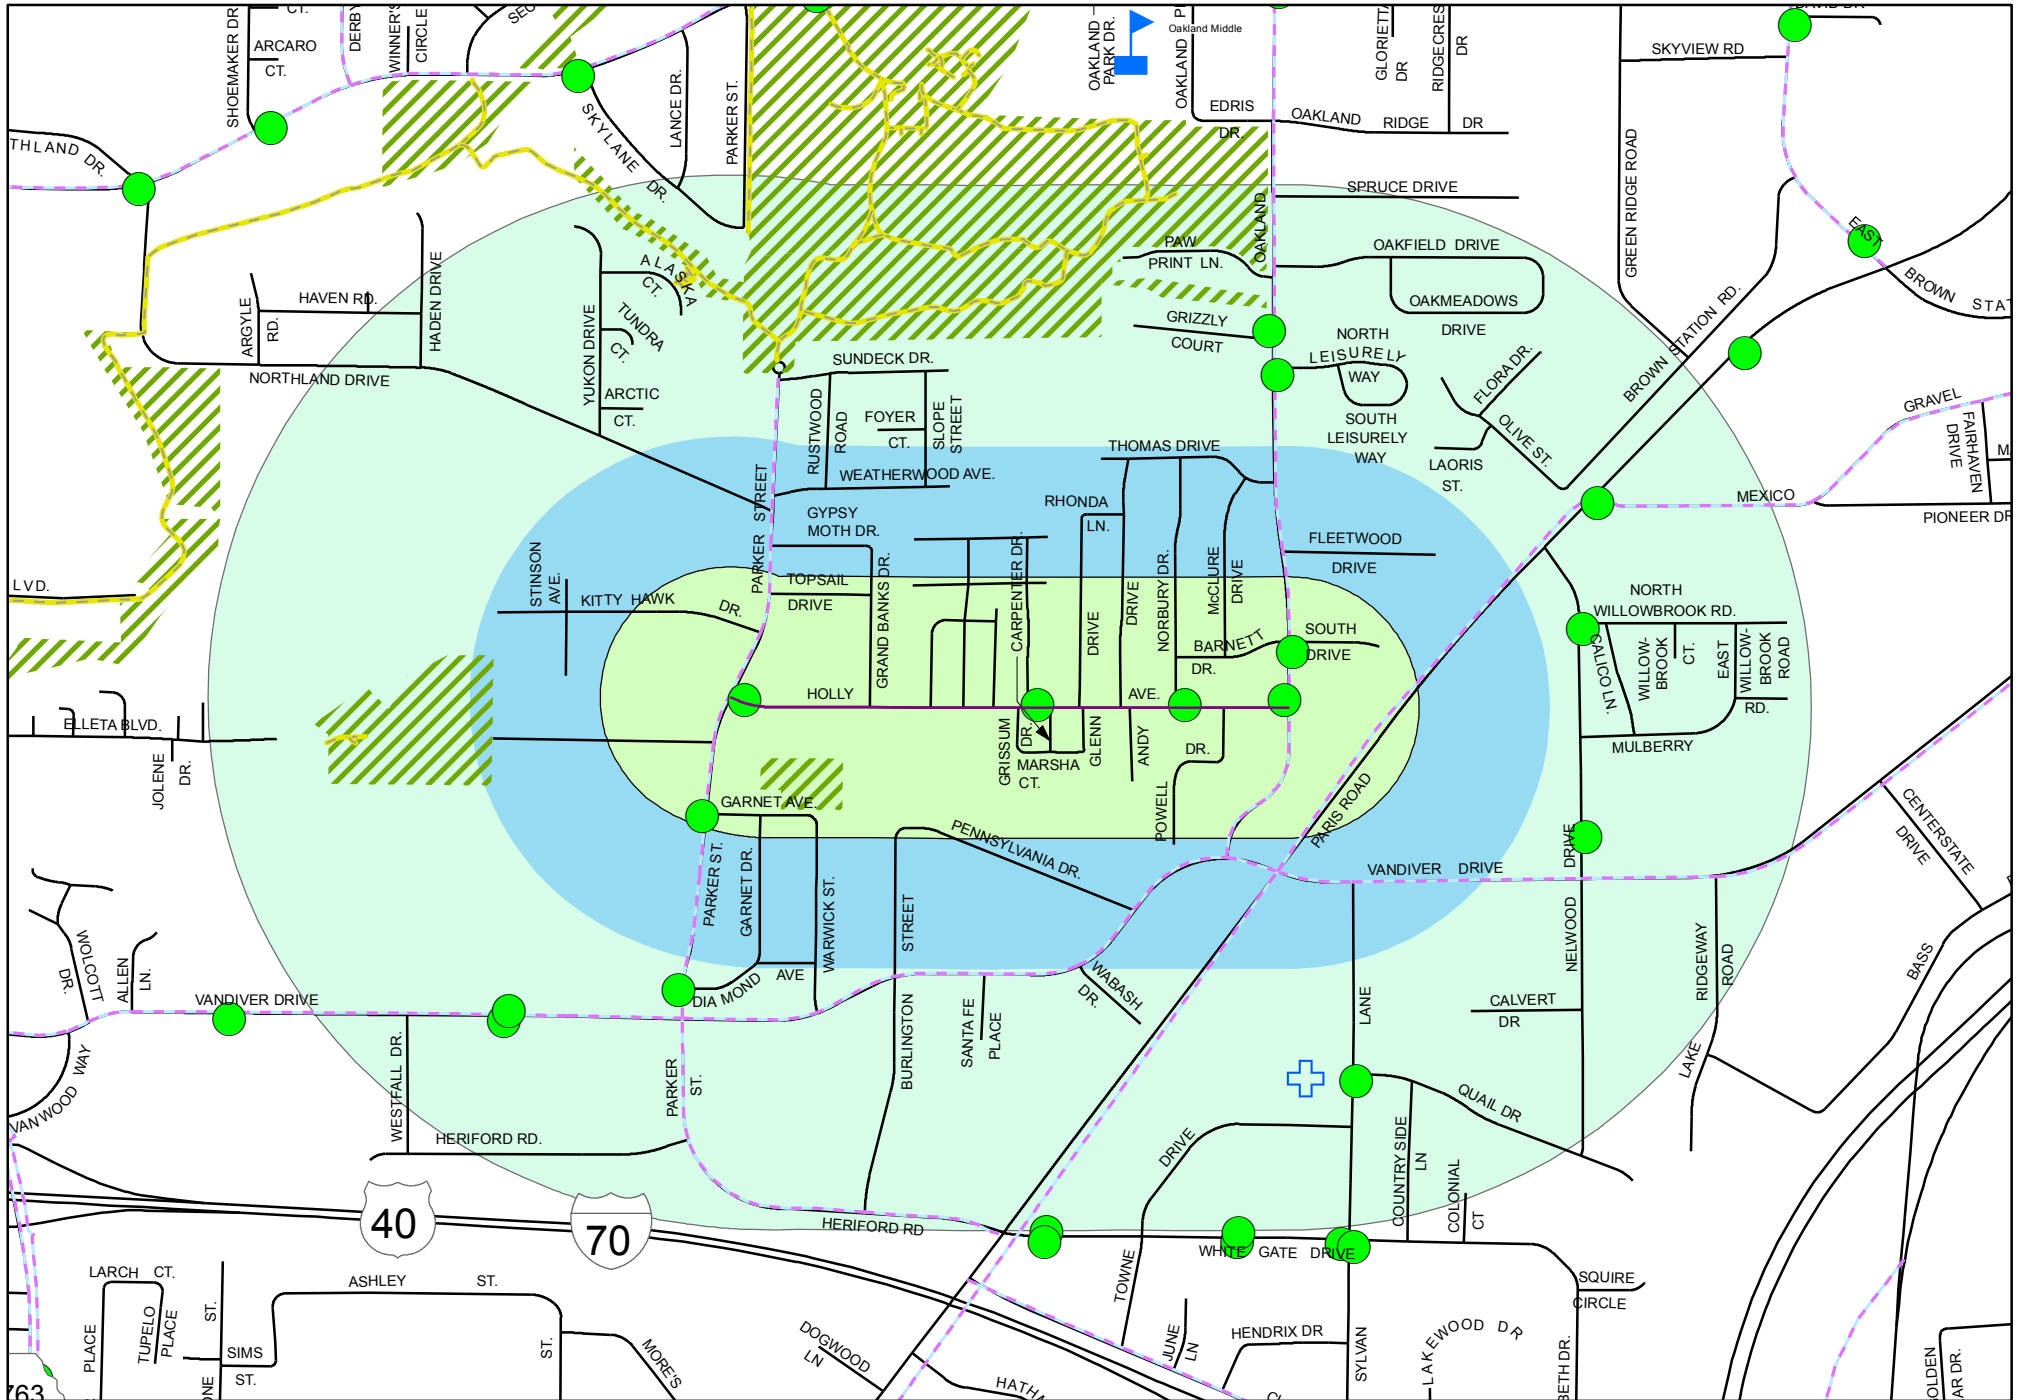 SHOEMAKER DR.
CT.
ARCARO
CT.
DERBY
WINNER'S
CIRCLE
OAKLAND
PARK DR.
Oakland Middle
GLORIETTA
DR
RIDGECREST
DR
SKYVIEW RD
THLAND DR.
SKYLANE DR.
LANCE DR.
PARKER ST.
EDRIS
DR.
OAKLAND RIDGE DR
GREEN RIDGE ROAD
SPRUCE DRIVE
OAKLAND
EAST
BROWN STAT
HADEN DRIVE
HAVEN RD.
ARGYLE
RD.
NORTHLAND DRIVE
ALASKA
CT.
YUKON DRIVE
TUNDRA
CT.
ARCTIC
CT.
PAW
PRINT LN.
OAKFIELD DRIVE
OAKMEADOWS
DRIVE
GRIZZLY
COURT
NORTH
LEISURELY
WAY
SOUTH
LEISURELY
WAY
FLORA DR.
OLIVE ST.
LAORIS
ST.
BROWN STATION RD.
SUNDECK DR.
RUSTWOOD
ROAD
FOYER
CT.
SLOPE
STREET
WEATHERWOOD AVE.
THOMAS DRIVE
GRAVEL
FAIRHAVEN
DRIVE
MEXICO
PIONEER DR
PARKER STREET
GYPSY
MOTH DR.
RHONDA
LN.
FLEETWOOD
DRIVE
LVD.
STINSON
AVE.
KITTY HAWK DR.
TOPSAIL
DRIVE
GRAND BANKS DR.
CARPENTER DR.
DRIVE
DRIVE
NORBURY DR.
McCLURE
DRIVE
BARNETT
DR.
SOUTH
DRIVE
NORTH
WILLOWBROOK RD.
CALICO LN.
WILLOW-
BROOK
CT.
EAST
WILLOW-
BROOK
ROAD
RD.
MULBERRY
HOLLY AVE.
ELLETA BLVD.
JOLENE
DR.
GRISSUM
DR.
MARSHA
CT.
GLENN
ANDY
DR.
POWELL
PARIS ROAD
GARNET AVE.
PENNSYLVANIA DR.
VANDIVER DRIVE
DRIVE
CENTERSTATE
DRIVE
PARKER ST.
GARNET DR.
WARWICK ST.
STREET
NELWOOD
RIDGEWAY
ROAD
BASS
WOLCOTT
DR.
ALLEN
LN.
VANDIVER DRIVE
DIA MOND AVE
WABASH
DR.
SANTA FE
PLACE
BURLINGTON
LANE
CALVERT
DR
LAKE
VANWOOD WAY
WESTFALL DR.
HERIFORD RD.
PARKER
ST.
QUAIL DR
COUNTRY SIDE
LN
COLONIAL
CT
DRIVE
40
70
HERIFORD RD
WHITE GATE DRIVE
TOWNE
LARCH CT.
TUPELO
PLACE
PLACE
ST.
ASHLEY ST.
SIMS
ST.
ST.
MORE'S
DOGWOOD
LN
JUNE
LN
HENDRIX DR
SYLVAN
LAKEWOOD DR
SQUIRE
CIRCLE
BETH DR.
AR DR.
763